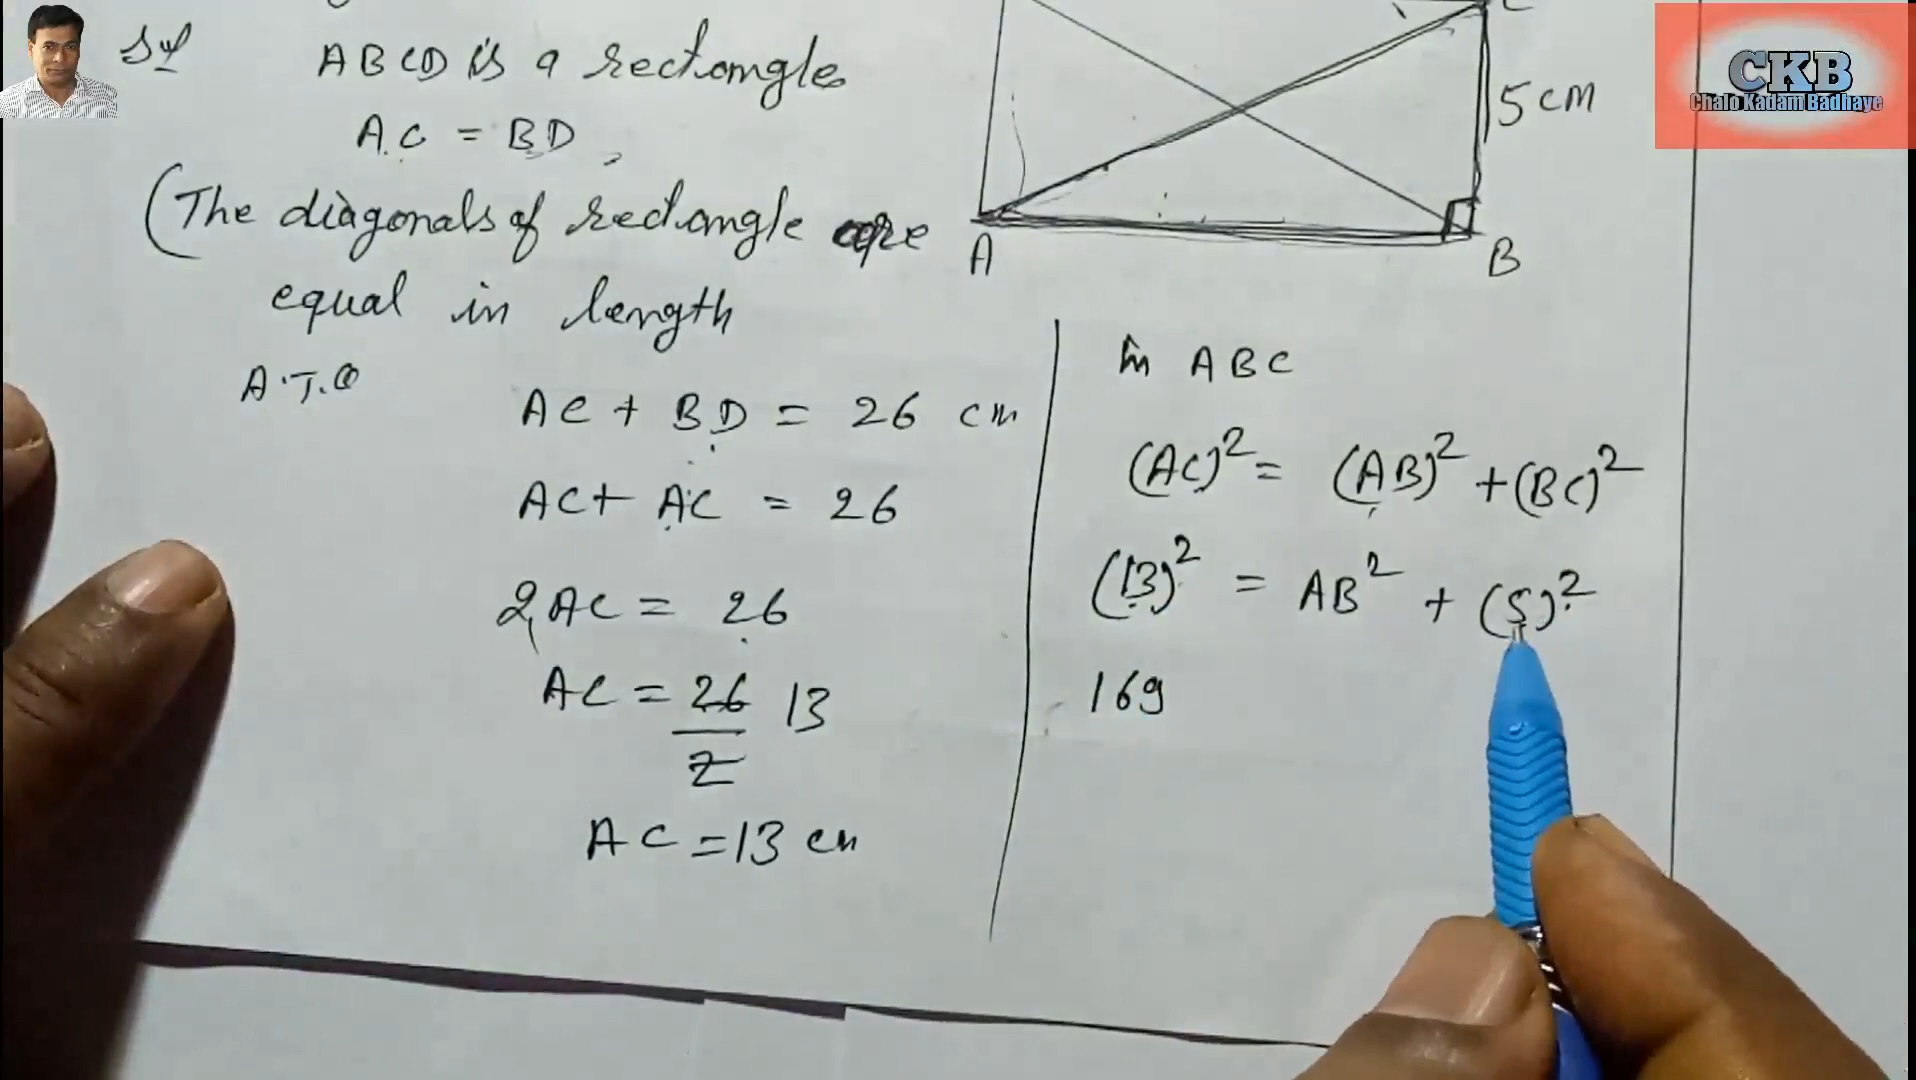 Sol
ABCD is a rectangle
AC = BD,
(The diagonals of rectangle are
equal in length
A.T.Q
AC + BD = 26 cm
AC + AC = 26
2AC = 26
AC = 26 13
2
AC = 13 cm
C
5 cm
A
B
In ABC
(AC)² = (AB)² + (BC)²
(13)² = AB² + (5)²
169
CKB
Chalo Kadam Badhaye